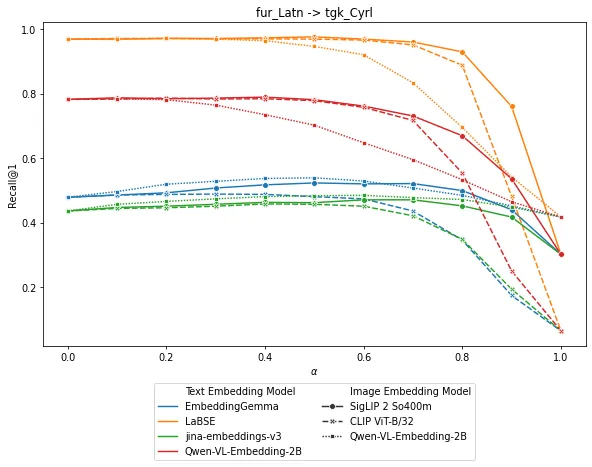 fur_Latn -> tgk_Cyrl
1.0
0.8
0.6
0.4
0.2
Recall@1
0.0 0.2 0.4 0.6 0.8 1.0
α
Text Embedding Model Image Embedding Model
EmbeddingGemma SigLIP 2 So400m
LaBSE CLIP ViT-B/32
jina-embeddings-v3 Qwen-VL-Embedding-2B
Qwen-VL-Embedding-2B